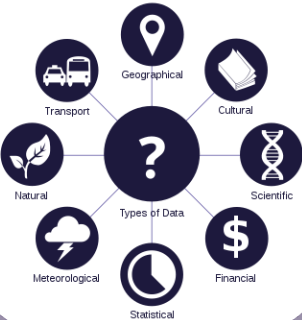 Geographical
Transport
Cultural
?
Natural
Scientific
Types of Data
Meteorological
$
Financial
Statistical